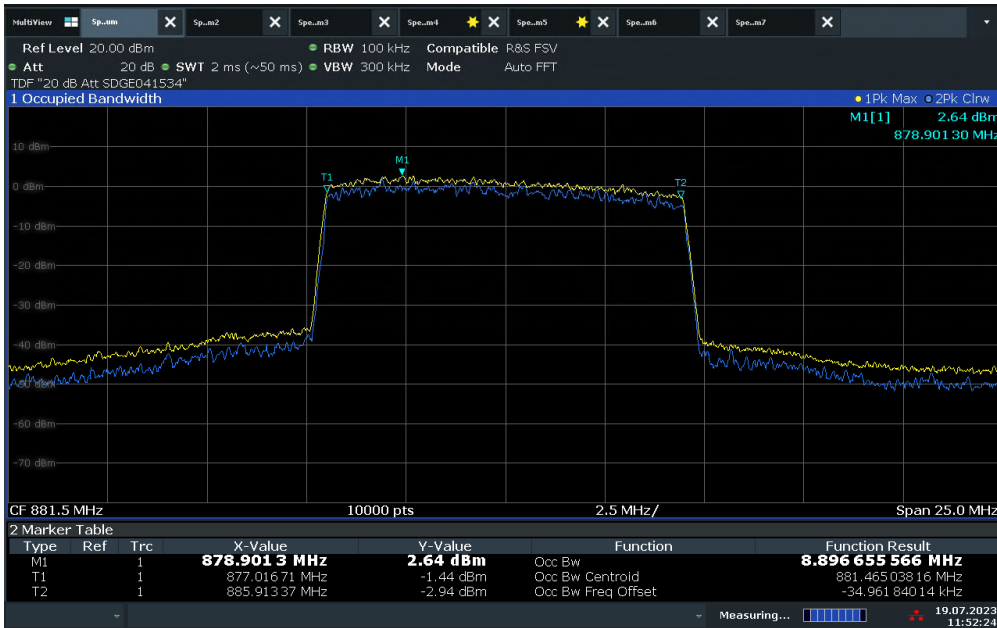 MultiView Sp..um Sp..m2 Spe..m3 Spe..m4 Spe..m5 Spe..m6 Spe..m7
Ref Level 20.00 dBm RBW 100 kHz Compatible R&S FSV
Att 20 dB SWT 2 ms (~50 ms) VBW 300 kHz Mode Auto FFT
TDF "20 dB Att SDGE041534"
1 Occupied Bandwidth 1Pk Max 2Pk Clrw
M1[1] 2.64 dBm
878.90130 MHz
10 dBm
M1
T1 T2
0 dBm
-10 dBm
-20 dBm
-30 dBm
-40 dBm
-50 dBm
-60 dBm
-70 dBm
CF 881.5 MHz 10000 pts 2.5 MHz/ Span 25.0 MHz
2 Marker Table
Type Ref Trc X-Value Y-Value Function Function Result
M1 1 878.901 3 MHz 2.64 dBm Occ Bw 8.896 655 566 MHz
T1 1 877.016 71 MHz -1.44 dBm Occ Bw Centroid 881.465 038 16 MHz
T2 1 885.913 37 MHz -2.94 dBm Occ Bw Freq Offset -34.961 840 14 kHz
Measuring... 19.07.2023
11:52:24